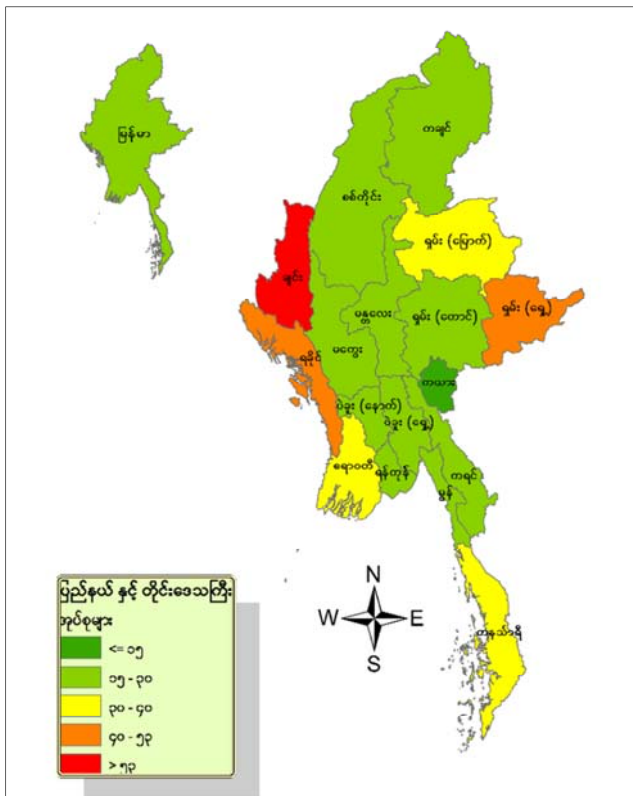 မြန်မာ
ကချင်
စစ်ကိုင်း
ရှမ်း (မြောက်)
ချင်း
မန္တလေး
ရှမ်း (တောင်)
ရှမ်း (ရှေ့)
ရခိုင်
မကွေး
ကယား
ပဲခူး (နောက်)
ပဲခူး (ရှေ့)
ဧရာဝတီ
ရန်ကုန်
ကရင်
မွန်
တနင်္သာရီ
ပြည်နယ် နှင့် တိုင်းဒေသကြီး
အုပ်စုများ
<= ၁၅
၁၅ - ၃၀
၃၀ - ၄၀
၄၀ - ၅၃
> ၅၃
N
W E
S